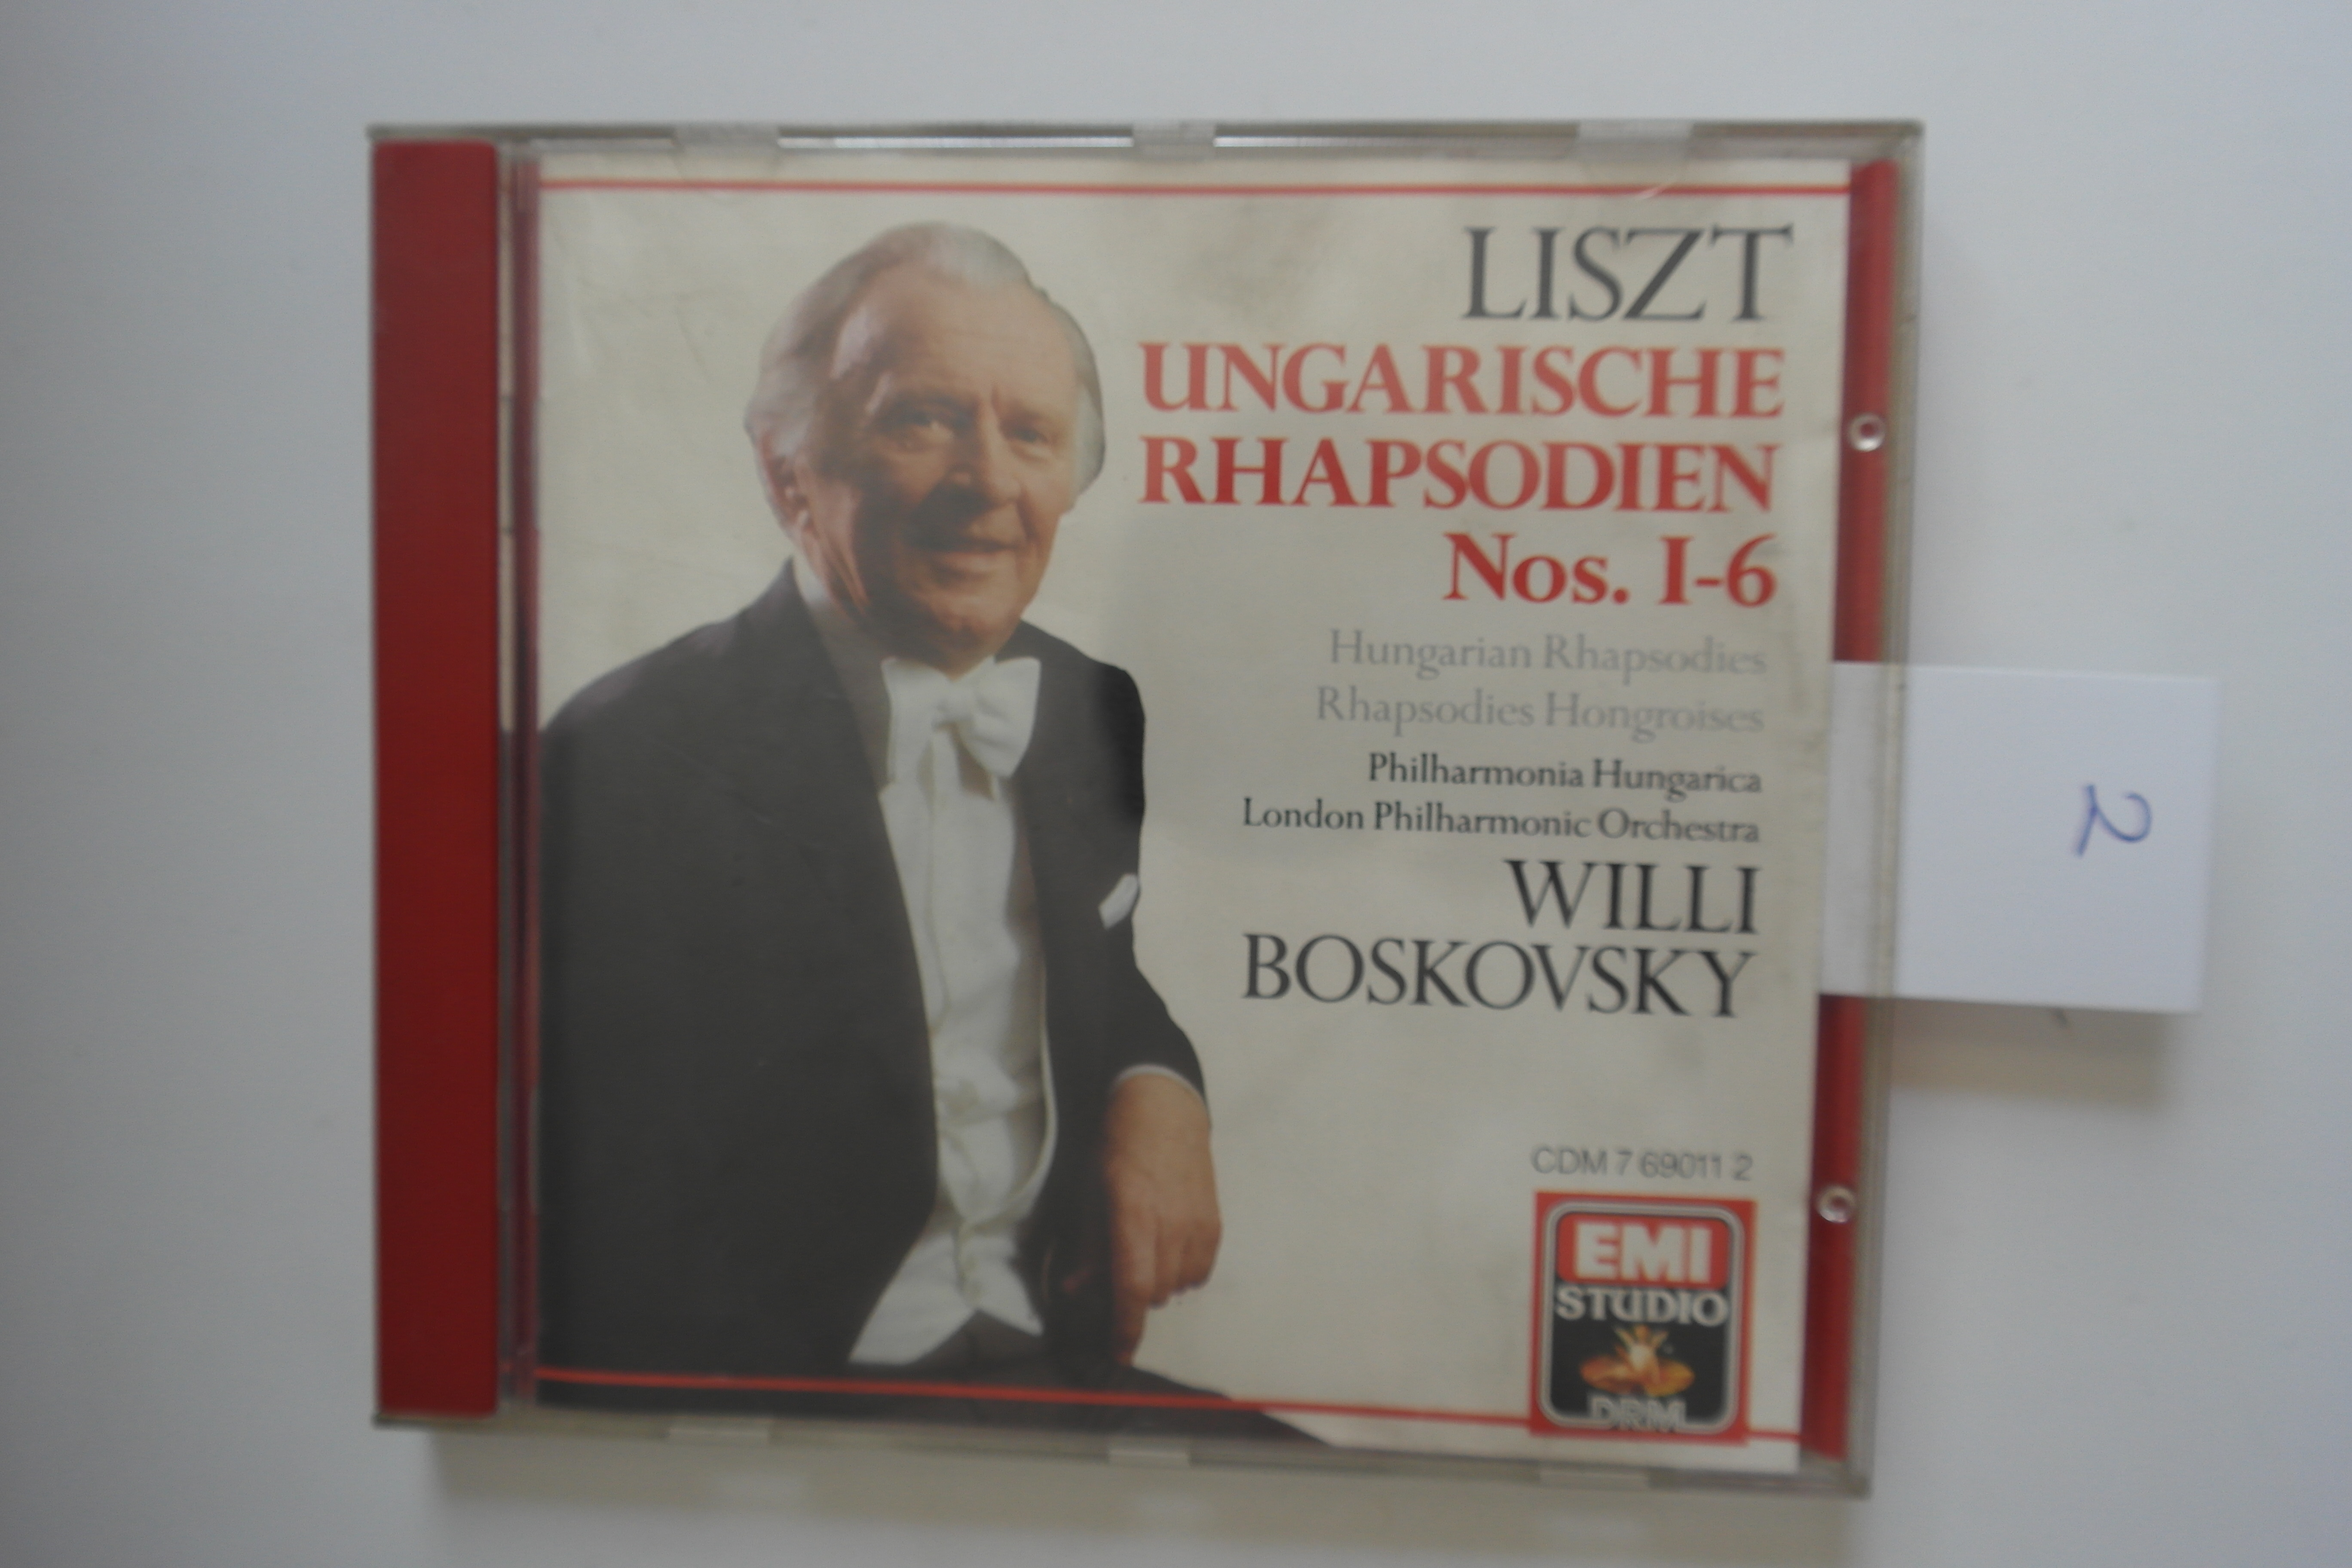 LISZT
UNGARISCHE
RHAPSODIEN
Nos. 1-6
Hungarian Rhapsodies
Rhapsodies Hongroises
Philharmonia Hungarica
London Philharmonic Orchestra
WILLI
BOSKOVSKY
CDM 7 69011 2
EMI
STUDIO
DRM
2